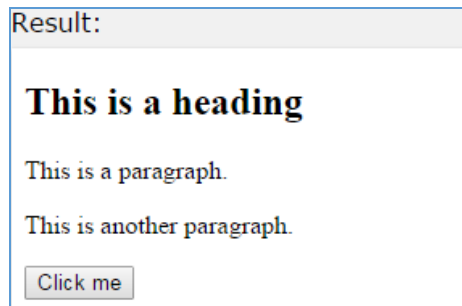 Result:
This is a heading
This is a paragraph.
This is another paragraph.
Click me